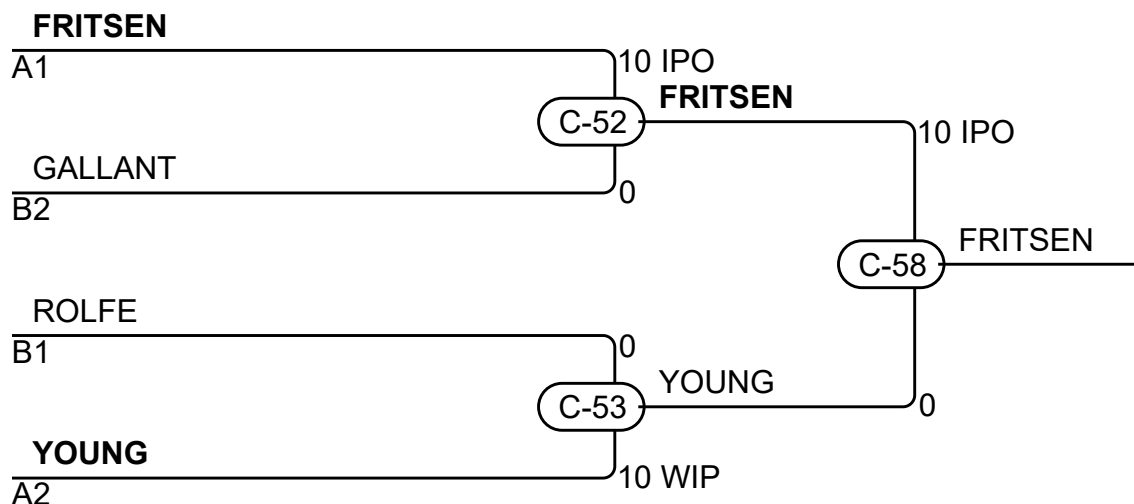 FRITSEN
A1
10 IPO
FRITSEN
C-52
10 IPO
GALLANT
B2
0
FRITSEN
C-58
ROLFE
B1
0
YOUNG
C-53
0
YOUNG
A2
10 WIP